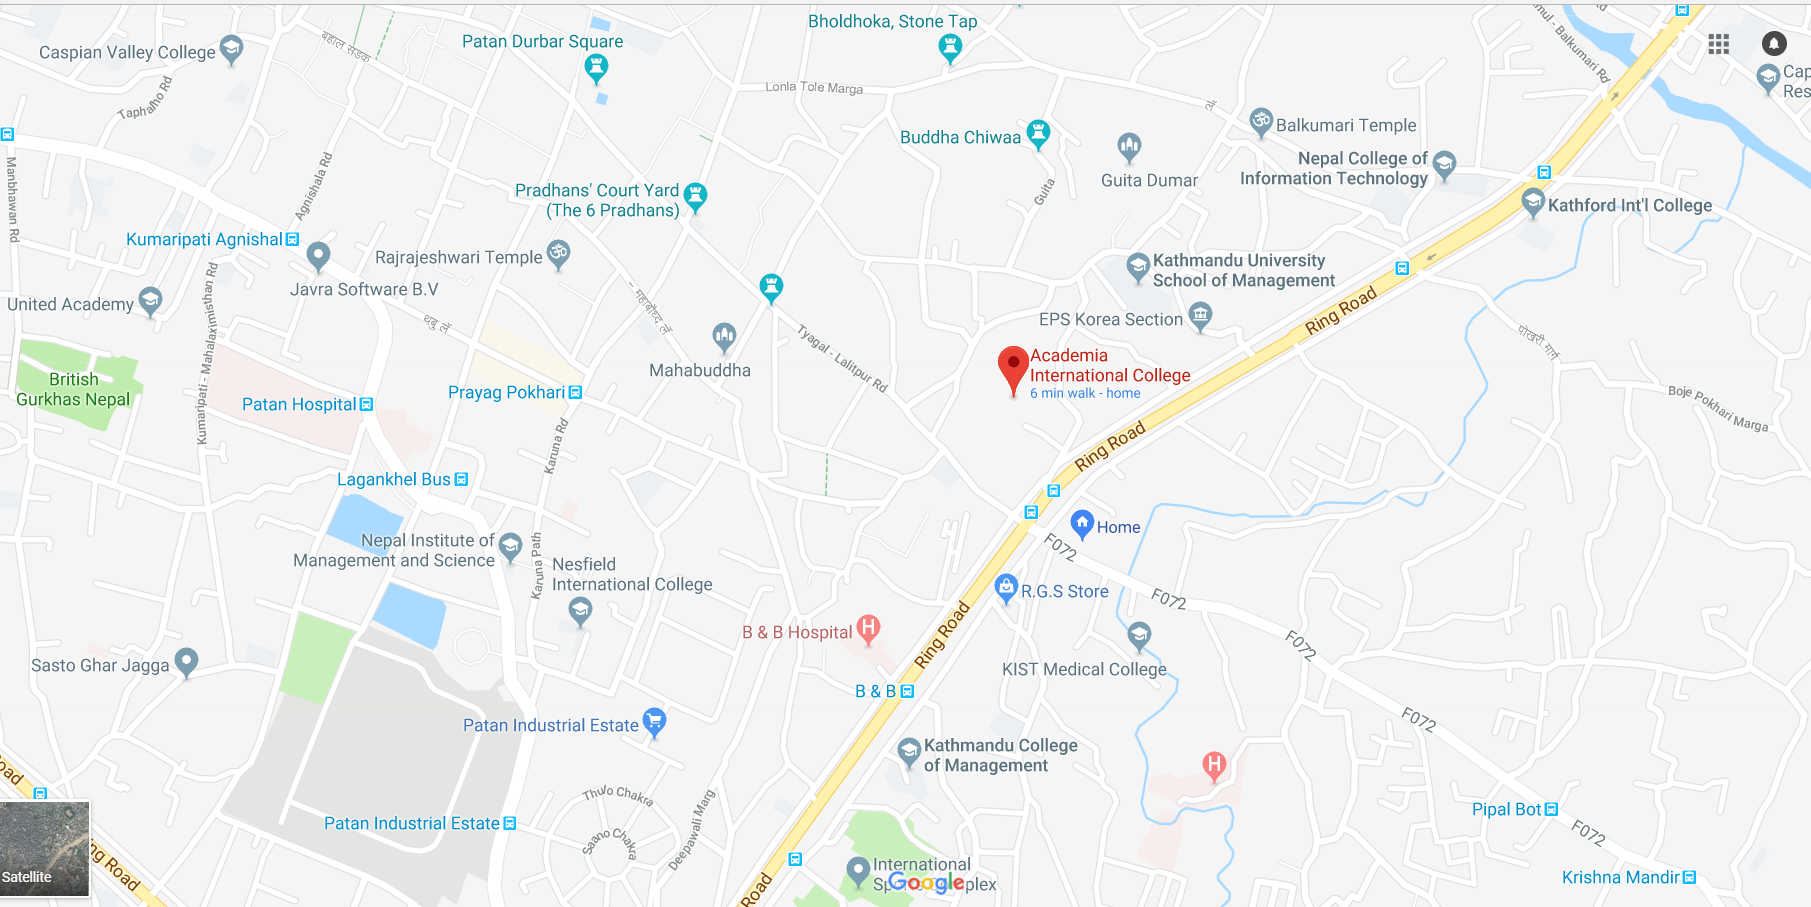 Bholdhoka, Stone Tap
Patan Durbar Square
Caspian Valley College
Taphalho Rd
Lonla Tole Marga
Cap
Res
Buddha Chiwaa
Balkumari Temple
Guita Dumar
Nepal College of
Information Technology
Manbhawan Rd
Agnishala Rd
Pradhans' Court Yard
(The 6 Pradhans)
Guita
Kathford Int'l College
Kumaripati Agnishal
Rajrajeshwari Temple
Kathmandu University
School of Management
Javra Software B.V
United Academy
Kumaripati - Mahalaximisthan Rd
EPS Korea Section
Ring Road
Tyagal - Lalitpur Rd
Mahabuddha
Academia
International College
6 min walk - home
British
Gurkhas Nepal
Patan Hospital
Prayag Pokhari
Boje Pokhari Marga
Karuna Rd
Ring Road
Lagankhel Bus
Home
F072
Nepal Institute of
Management and Science
Karuna Path
Nesfield
International College
R.G.S Store
F072
B & B Hospital
Ring Road
F072
Sasto Ghar Jagga
KIST Medical College
B & B
F072
Patan Industrial Estate
Kathmandu College
of Management
Road
Thulo Chakra
Saano Chakra
Deepawali Marg
Patan Industrial Estate
Pipal Bot
F072
ng Road
Satellite
International
Google
Road
Krishna Mandir